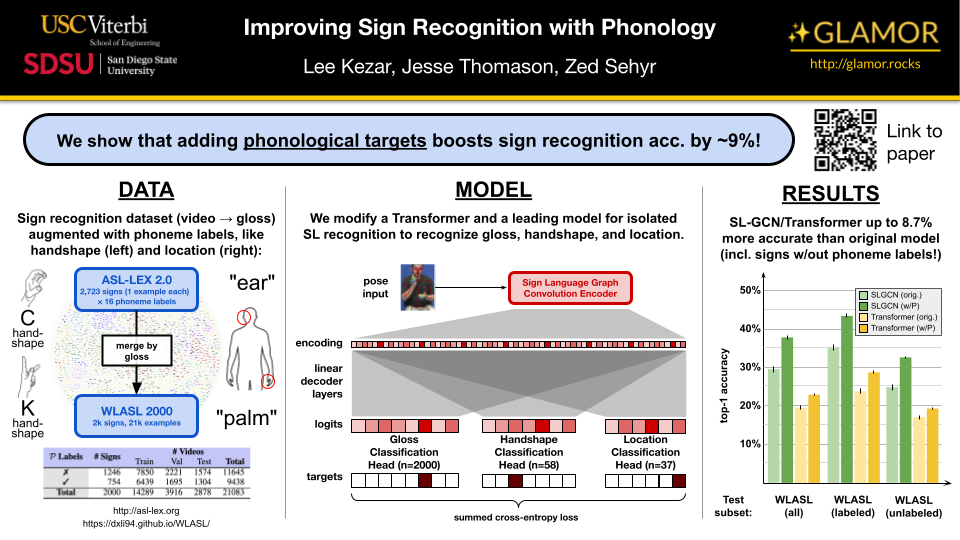 USC Viterbi
School of Engineering
SDSU
San Diego State
University
Improving Sign Recognition with Phonology
Lee Kezar, Jesse Thomason, Zed Sehyr
GLAMOR
http://glamor.rocks
We show that adding phonological targets boosts sign recognition acc. by ~9%!
Link to
paper
DATA
Sign recognition dataset (video → gloss)
augmented with phoneme labels, like
handshape (left) and location (right):
C
hand-
shape
K
hand-
shape
ASL-LEX 2.0
2,723 signs (1 example each)
× 16 phoneme labels
merge by
gloss
WLASL 2000
2k signs, 21k examples
"ear"
"palm"
P Labels # Signs # Videos
Train Val Test Total
✗ 1246 7850 2221 1574 11645
✓ 754 6439 1695 1304 9438
Total 2000 14289 3916 2878 21083
http://asl-lex.org
https://dxli94.github.io/WLASL/
MODEL
We modify a Transformer and a leading model for isolated
SL recognition to recognize gloss, handshape, and location.
pose
input
Sign Language Graph
Convolution Encoder
encoding
linear
decoder
layers
logits
Gloss
Classification
Head (n=2000)
Handshape
Classification
Head (n=58)
Location
Classification
Head (n=37)
targets
summed cross-entropy loss
RESULTS
SL-GCN/Transformer up to 8.7%
more accurate than original model
(incl. signs w/out phoneme labels!)
top-1 accuracy
50%
40%
30%
20%
10%
SLGCN (orig.)
SLGCN (w/P)
Transformer (orig.)
Transformer (w/P)
Test
subset:
WLASL
(all)
WLASL
(labeled)
WLASL
(unlabeled)